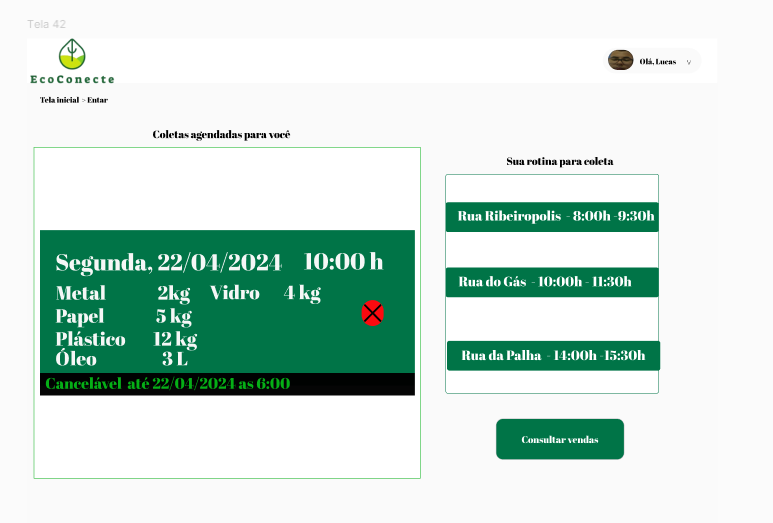 Tela 42
EcoConecte
Olá, Lucas v
Tela inicial > Entar
Coletas agendadas para você
Segunda, 22/04/2024 10:00 h
Metal 2kg Vidro 4 kg
Papel 5 kg
Plástico 12 kg
Óleo 3 L
Cancelável até 22/04/2024 as 6:00
Sua rotina para coleta
Rua Ribeiropolis - 8:00h -9:30h
Rua do Gás - 10:00h - 11:30h
Rua da Palha - 14:00h -15:30h
Consultar vendas